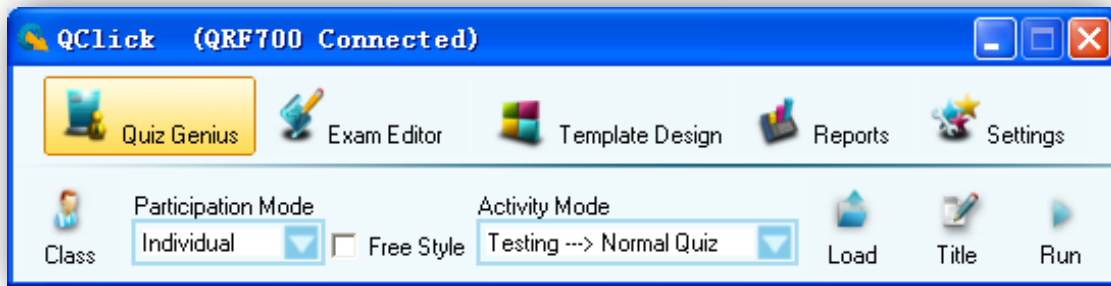 QClick (QRF700 Connected)
Quiz Genius Exam Editor Template Design Reports Settings
Participation Mode Activity Mode
Individual Free Style Testing ---> Normal Quiz
Class Load Title Run